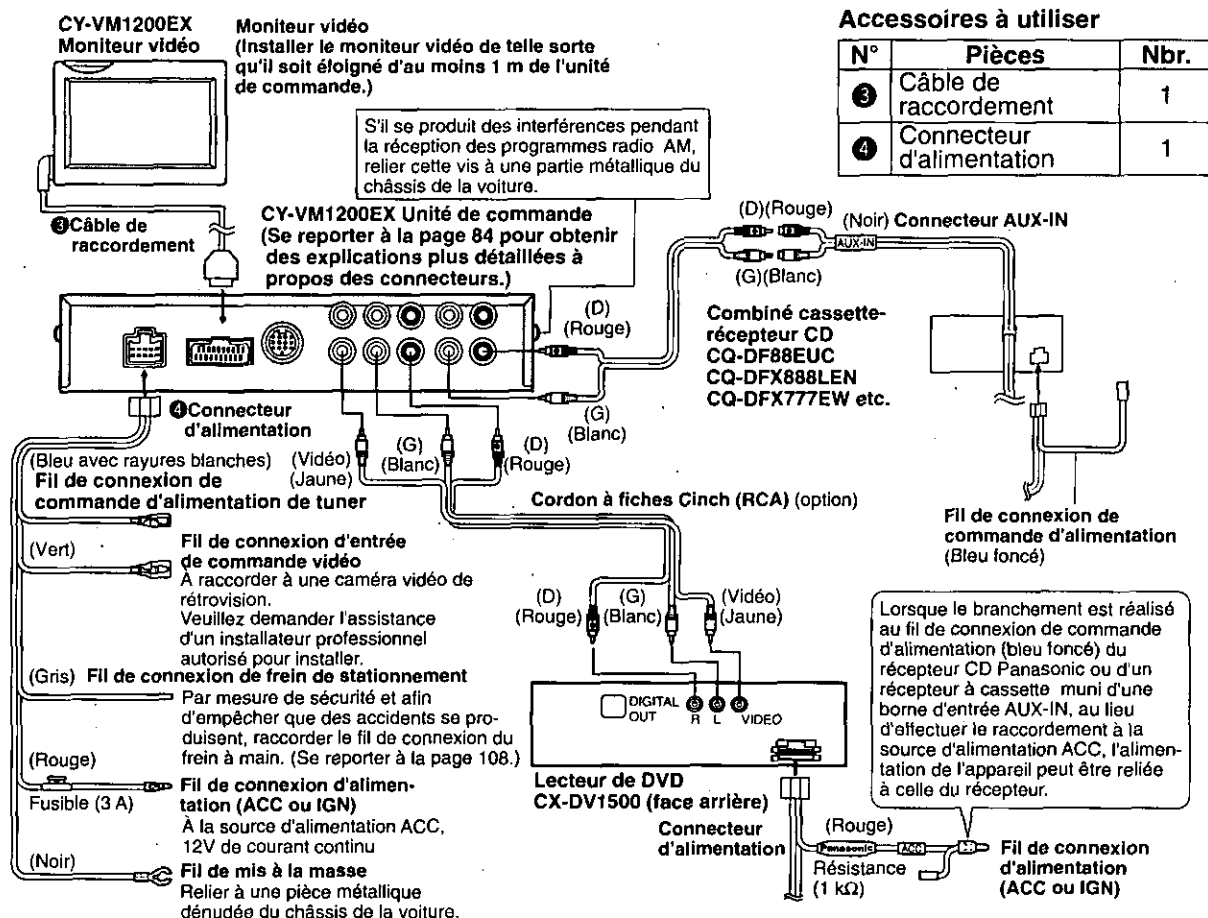 CY-VM1200EX
Moniteur vidéo
Moniteur vidéo
(Installer le moniteur vidéo de telle sorte
qu'il soit éloigné d'au moins 1 m de l'unité
de commande.)
Accessoires à utiliser
N° Pièces Nbr.
❸ Câble de
raccordement 1
❹ Connecteur
d'alimentation 1
S'il se produit des interférences pendant
la réception des programmes radio AM,
relier cette vis à une partie métallique du
châssis de la voiture.
❸Câble de
raccordement
CY-VM1200EX Unité de commande
(Se reporter à la page 84 pour obtenir
des explications plus détaillées à
propos des connecteurs.)
(D)(Rouge)
(Noir) Connecteur AUX-IN
AUX-IN
(G)(Blanc)
(D)
(Rouge)
(G)
(Blanc)
Combiné cassette-
récepteur CD
CQ-DF88EUC
CQ-DFX888LEN
CQ-DFX777EW etc.
❹Connecteur
d'alimentation
(Bleu avec rayures blanches)
Fil de connexion de
commande d'alimentation de tuner
(Vidéo)
(Jaune)
(G)
(Blanc)
(D)
(Rouge)
Cordon à fiches Cinch (RCA) (option)
Fil de connexion de
commande d'alimentation
(Bleu foncé)
(Vert)
Fil de connexion d'entrée
de commande vidéo
À raccorder à une caméra vidéo de
rétrovision.
Veuillez demander l'assistance
d'un installateur professionnel
autorisé pour installer.
(D)
(Rouge)
(G)
(Blanc)
(Vidéo)
(Jaune)
Lorsque le branchement est réalisé
au fil de connexion de commande
d'alimentation (bleu foncé) du
récepteur CD Panasonic ou d'un
récepteur à cassette muni d'une
borne d'entrée AUX-IN, au lieu
d'effectuer le raccordement à la
source d'alimentation ACC, l'alimen-
tation de l'appareil peut être reliée
à celle du récepteur.
(Gris) Fil de connexion de frein de stationnement
Par mesure de sécurité et afin
d'empêcher que des accidents se pro-
duisent, raccorder le fil de connexion du
frein à main. (Se reporter à la page 108.)
DIGITAL
OUT
R L VIDEO
(Rouge)
Fusible (3 A)
Fil de connexion d'alimen-
tation (ACC ou IGN)
À la source d'alimentation ACC,
12V de courant continu
Lecteur de DVD
CX-DV1500 (face arrière)
Connecteur
d'alimentation
(Rouge)
Panasonic
ACC
Résistance
(1 kΩ)
Fil de connexion
d'alimentation
(ACC ou IGN)
(Noir)
Fil de mis à la masse
Relier à une pièce métallique
dénudée du châssis de la voiture.